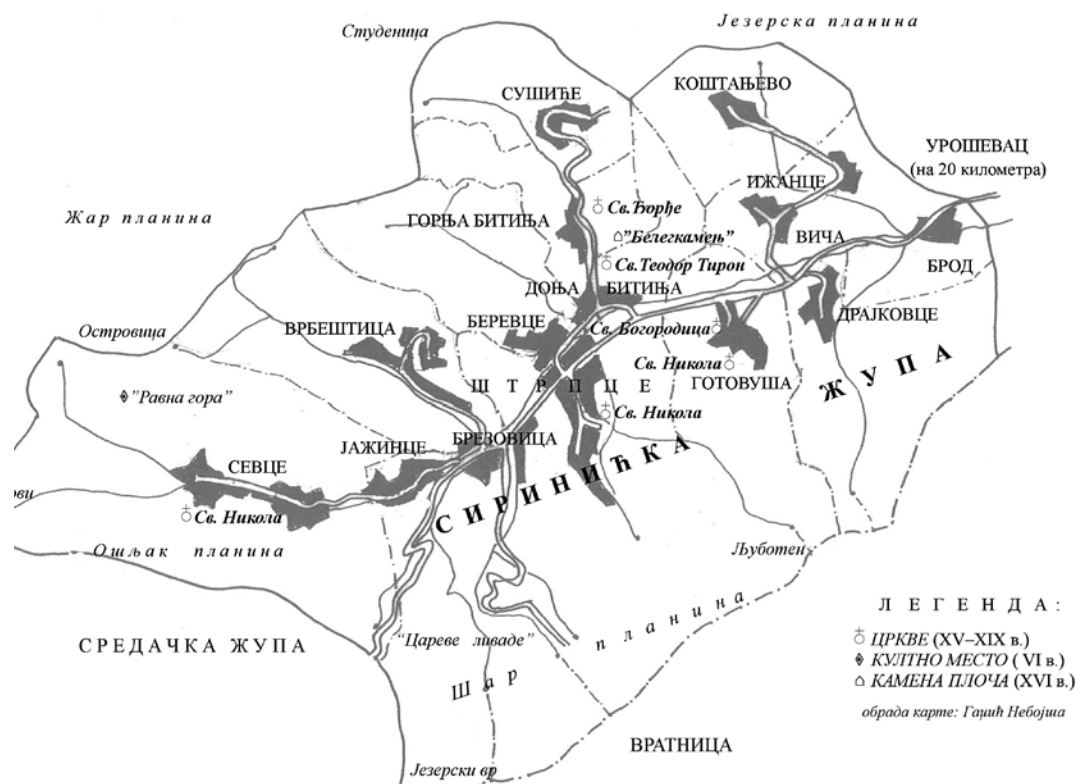 Језерска планина
Студеница
КОШТАЊЕВО
СУШИЋЕ
УРОШЕВАЦ
(на 20 километра)
ИЖАНЦЕ
Св.Ђорђе
Жар планина
ГОРЊА БИТИЊА
"Белегкамењ"
ВИЧА
Св.Теодор Тирон
БРОД
ДОЊА БИТИЊА
ДРАЈКОВЦЕ
Островица
ВРБЕШТИЦА
БЕРЕВЦЕ
Св. Богородица
Св. Никола
ГОТОВУША
ШТРПЦЕ
"Равна гора"
Св. Никола
ЈАЖИНЦЕ
БРЕЗОВИЦА
СИРИНИЋКА ЖУПА
СЕВЦЕ
ови
Св. Никола
Ошљак планина
Љуботен
СРЕДАЧКА ЖУПА
"Цареве ливаде"
Шар планина
ВРАТНИЦА
Језерски вр
ЛЕГЕНДА:
ЦРКВЕ (XV–XIX в.)
КУЛТНО МЕСТО ( VI в.)
КАМЕНА ПЛОЧА (XVI в.)
обрада карте: Гаџић Небојша